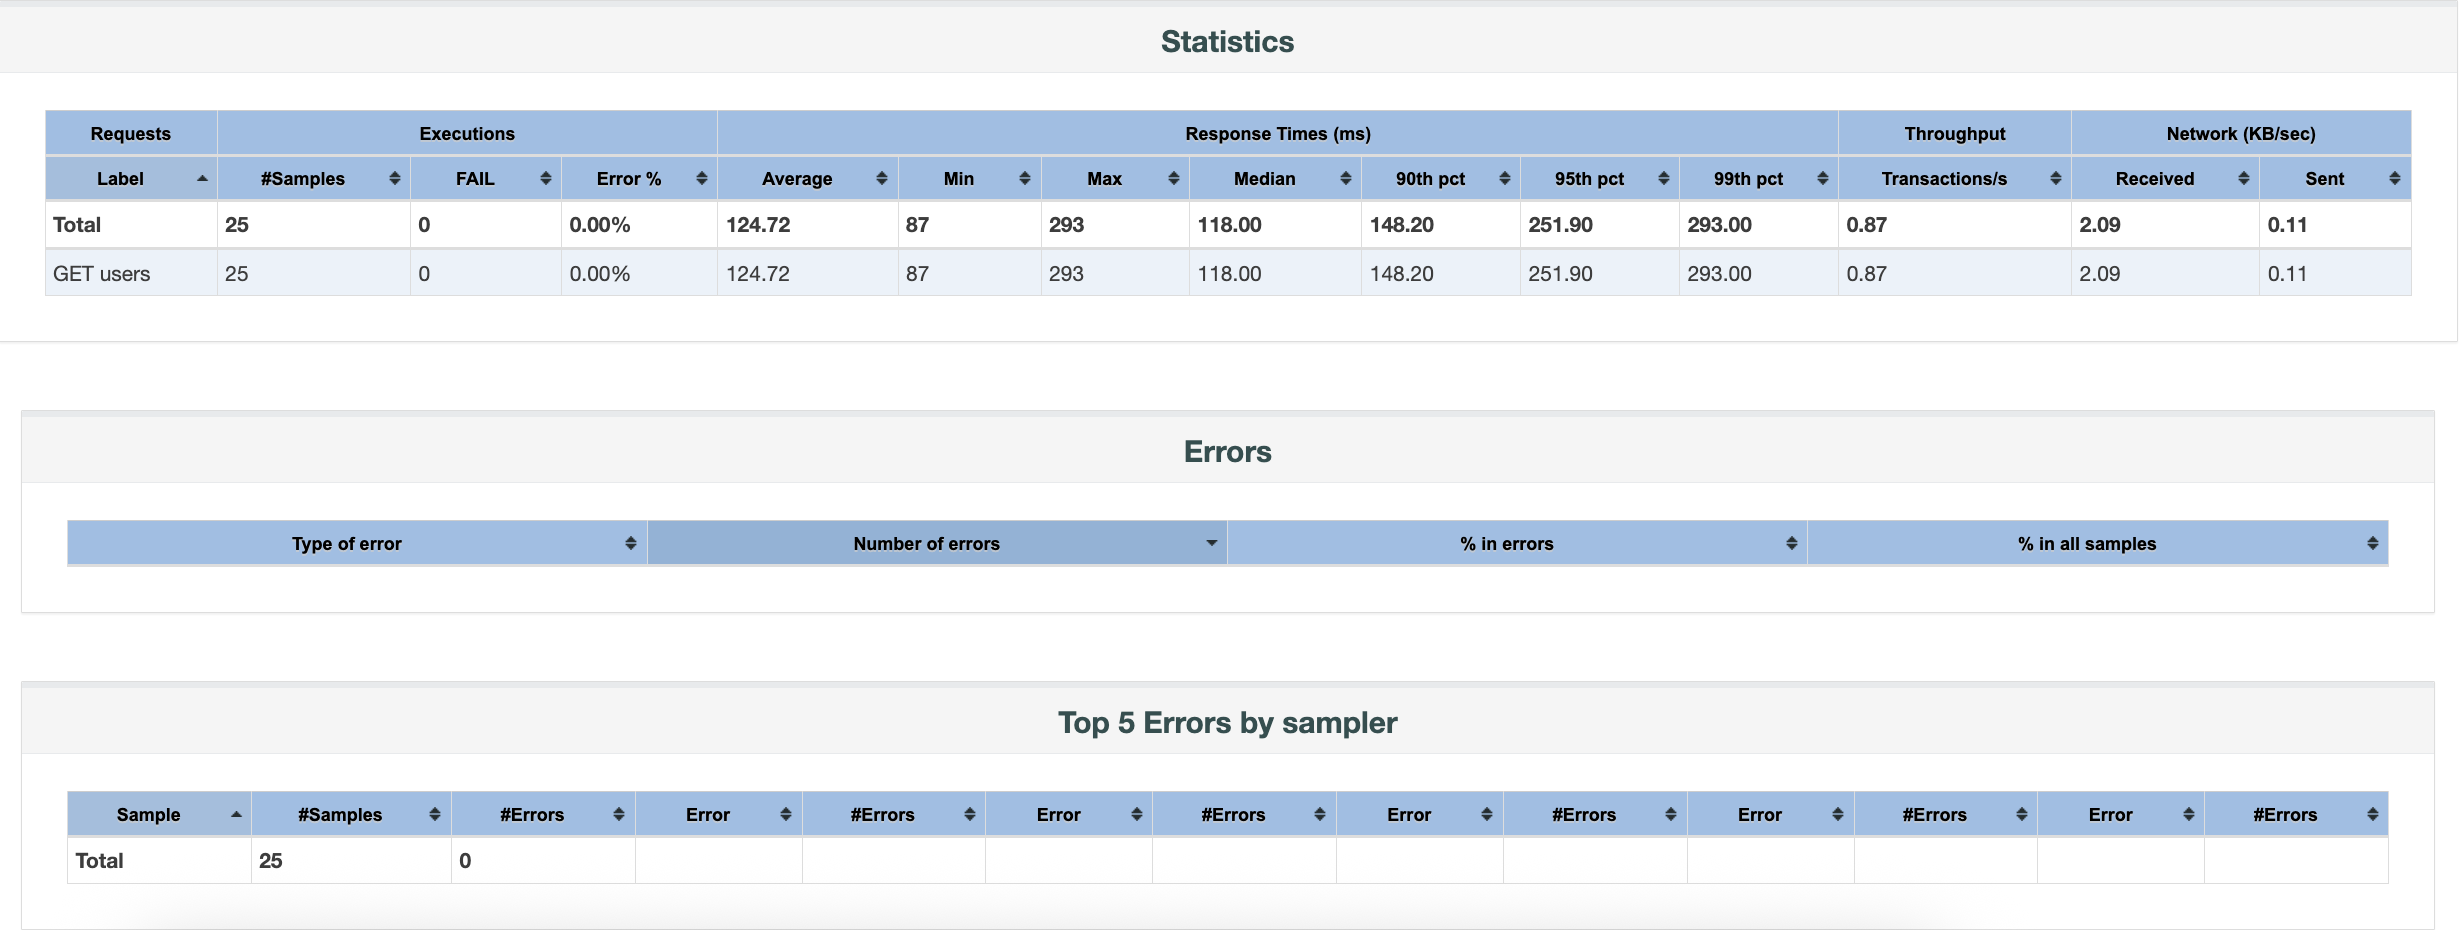 Statistics
Requests Executions Response Times (ms) Throughput Network (KB/sec)
Label #Samples FAIL Error % Average Min Max Median 90th pct 95th pct 99th pct Transactions/s Received Sent
Total 25 0 0.00% 124.72 87 293 118.00 148.20 251.90 293.00 0.87 2.09 0.11
GET users 25 0 0.00% 124.72 87 293 118.00 148.20 251.90 293.00 0.87 2.09 0.11
Errors
Type of error Number of errors % in errors % in all samples
Top 5 Errors by sampler
Sample #Samples #Errors Error #Errors Error #Errors Error #Errors Error #Errors Error #Errors
Total 25 0